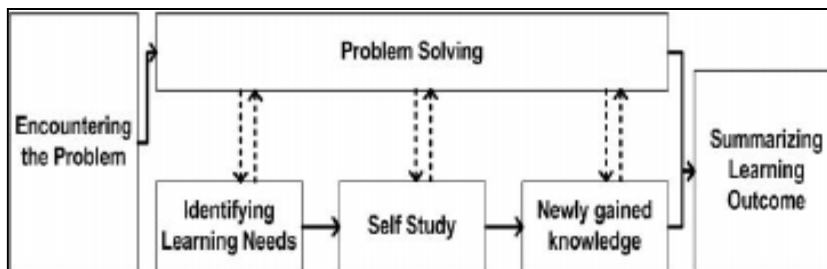 Problem Solving
Encountering
the Problem
Identifying
Learning Needs
Self Study
Newly gained
knowledge
Summarizing
Learning
Outcome